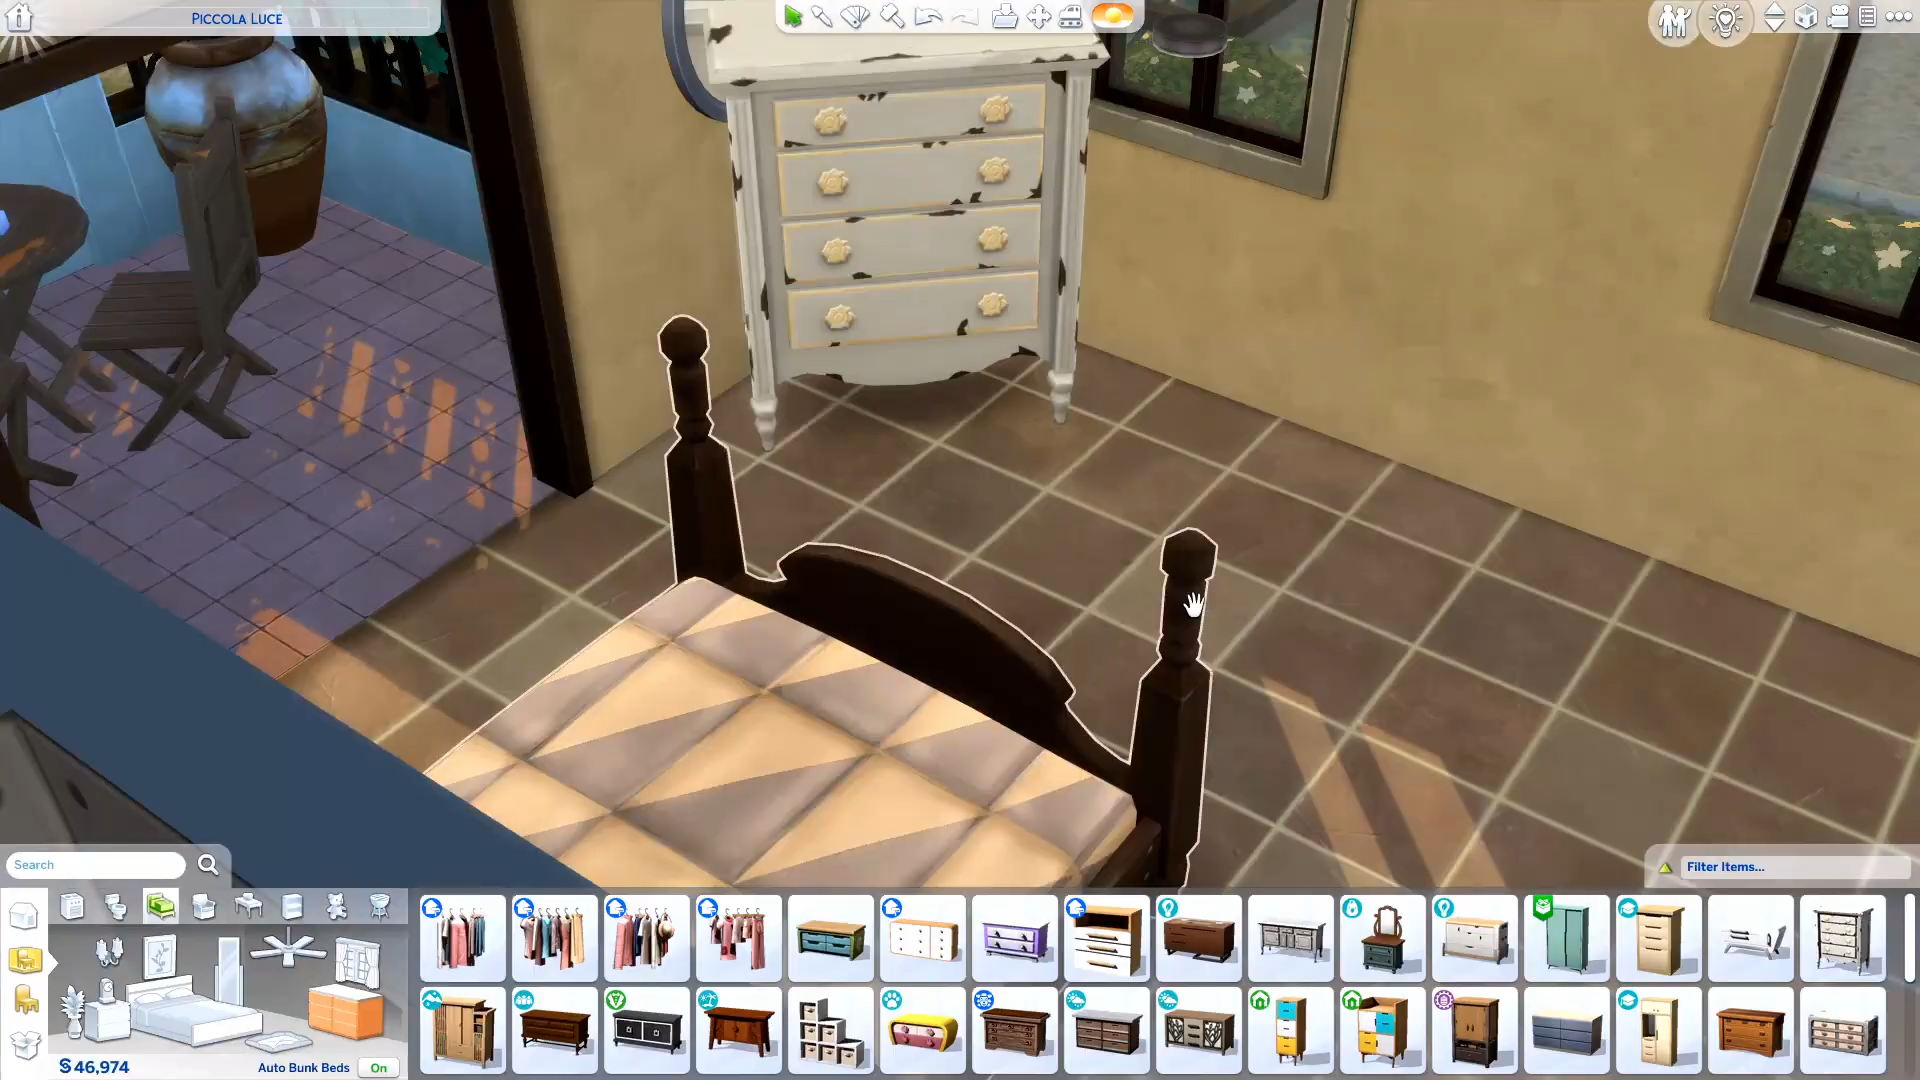 PICCOLA LUCE
Search
Filter Items...
§46,974
Auto Bunk Beds
On